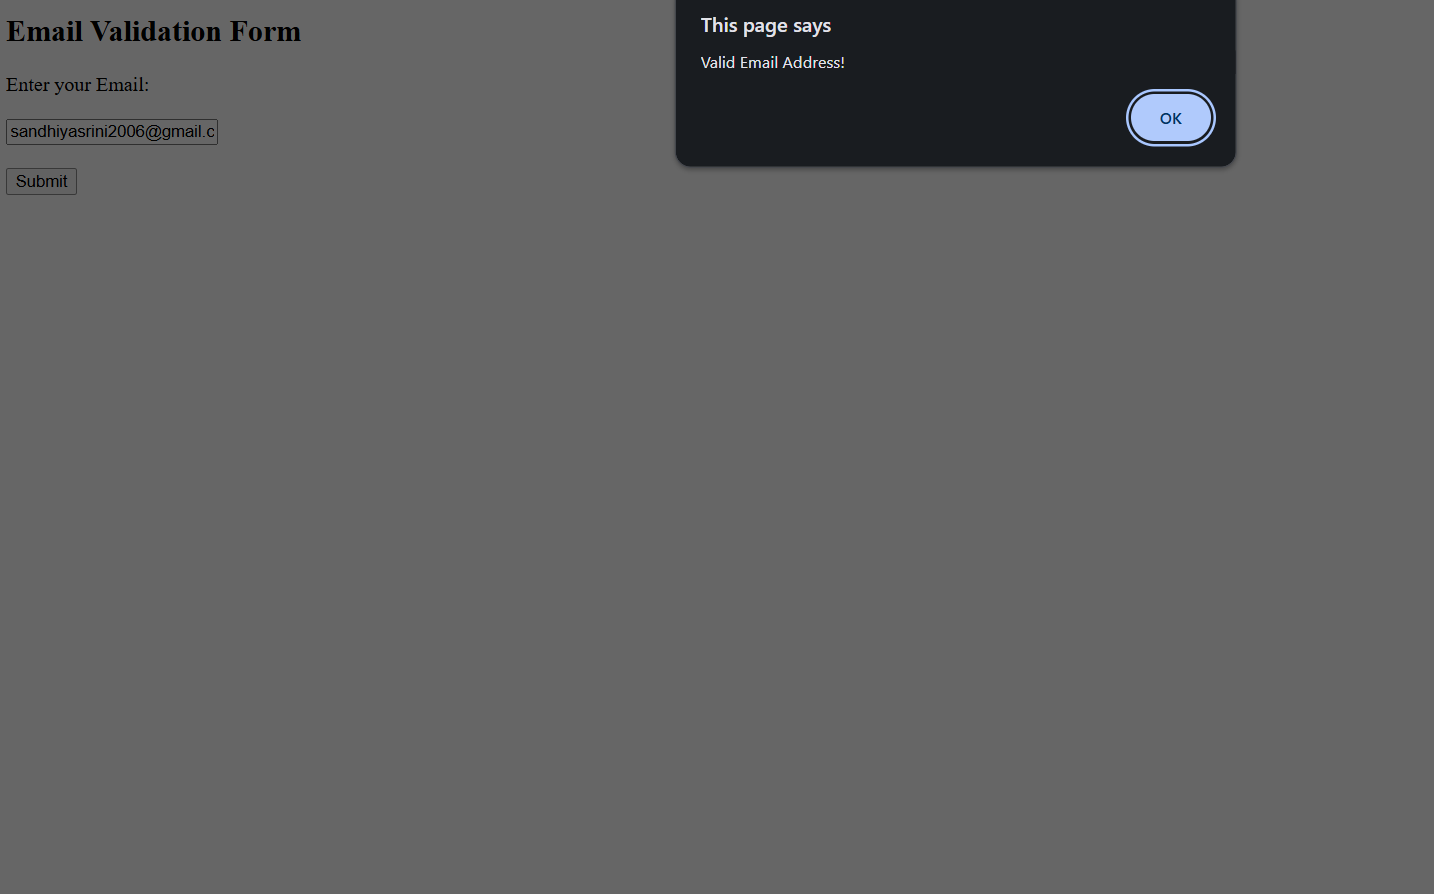 Email Validation Form
Enter your Email:
sandhiyasrini2006@gmail.c
Submit
This page says
Valid Email Address!
OK